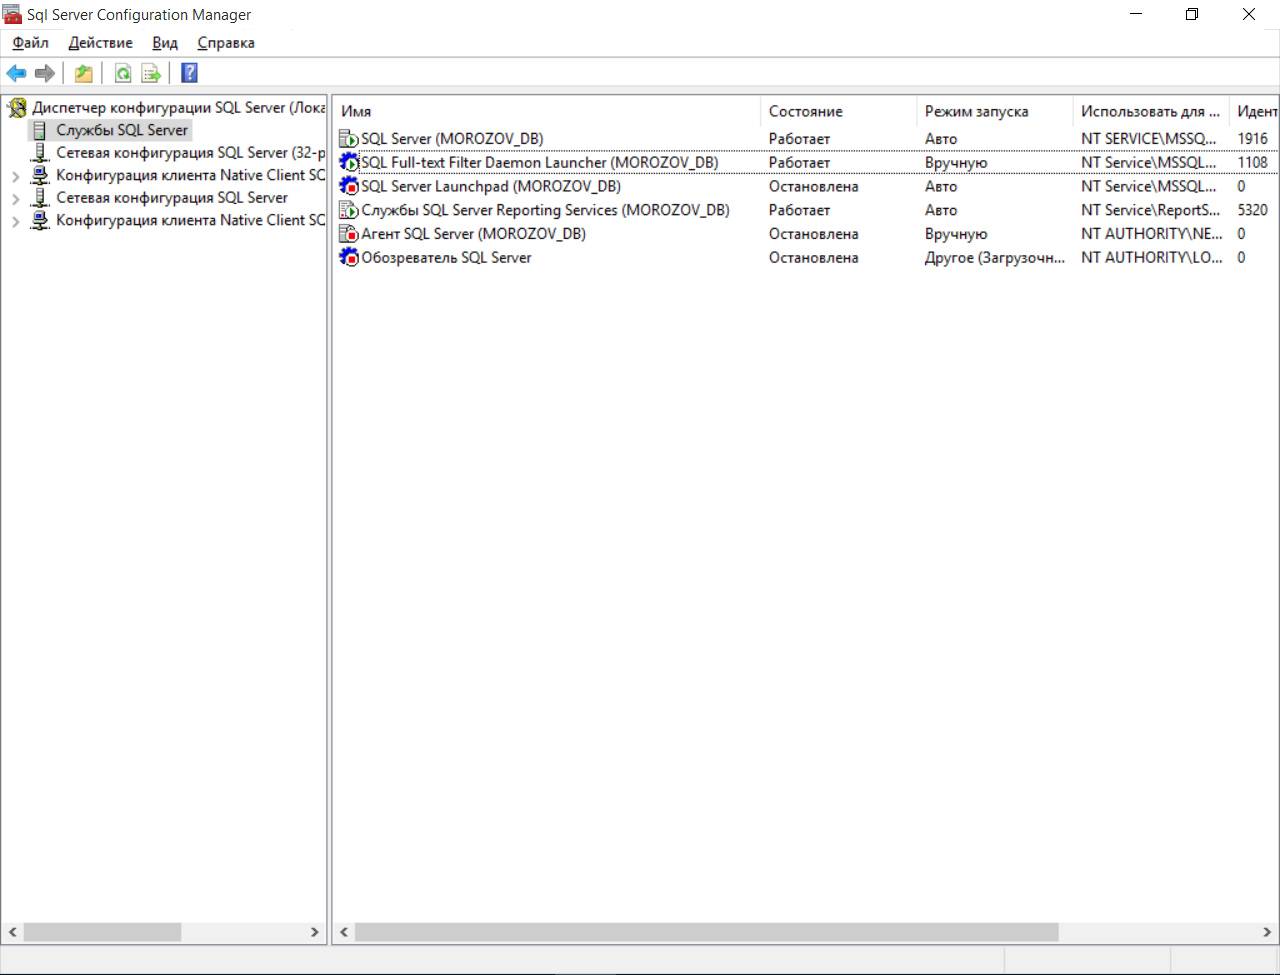 Sql Server Configuration Manager
Файл Действие Вид Справка
Диспетчер конфигурации SQL Server (Лока
Службы SQL Server
Сетевая конфигурация SQL Server (32-р
Конфигурация клиента Native Client SQ
Сетевая конфигурация SQL Server
Конфигурация клиента Native Client SQ
Имя Состояние Режим запуска Использовать для ... Идент
SQL Server (MOROZOV_DB) Работает Авто NT SERVICE\MSSQ... 1916
SQL Full-text Filter Daemon Launcher (MOROZOV_DB) Работает Вручную NT Service\MSSQL... 1108
SQL Server Launchpad (MOROZOV_DB) Остановлена Авто NT Service\MSSQL... 0
Службы SQL Server Reporting Services (MOROZOV_DB) Работает Авто NT Service\ReportS... 5320
Агент SQL Server (MOROZOV_DB) Остановлена Вручную NT AUTHORITY\NE... 0
Обозреватель SQL Server Остановлена Другое (Загрузочн... NT AUTHORITY\LO... 0